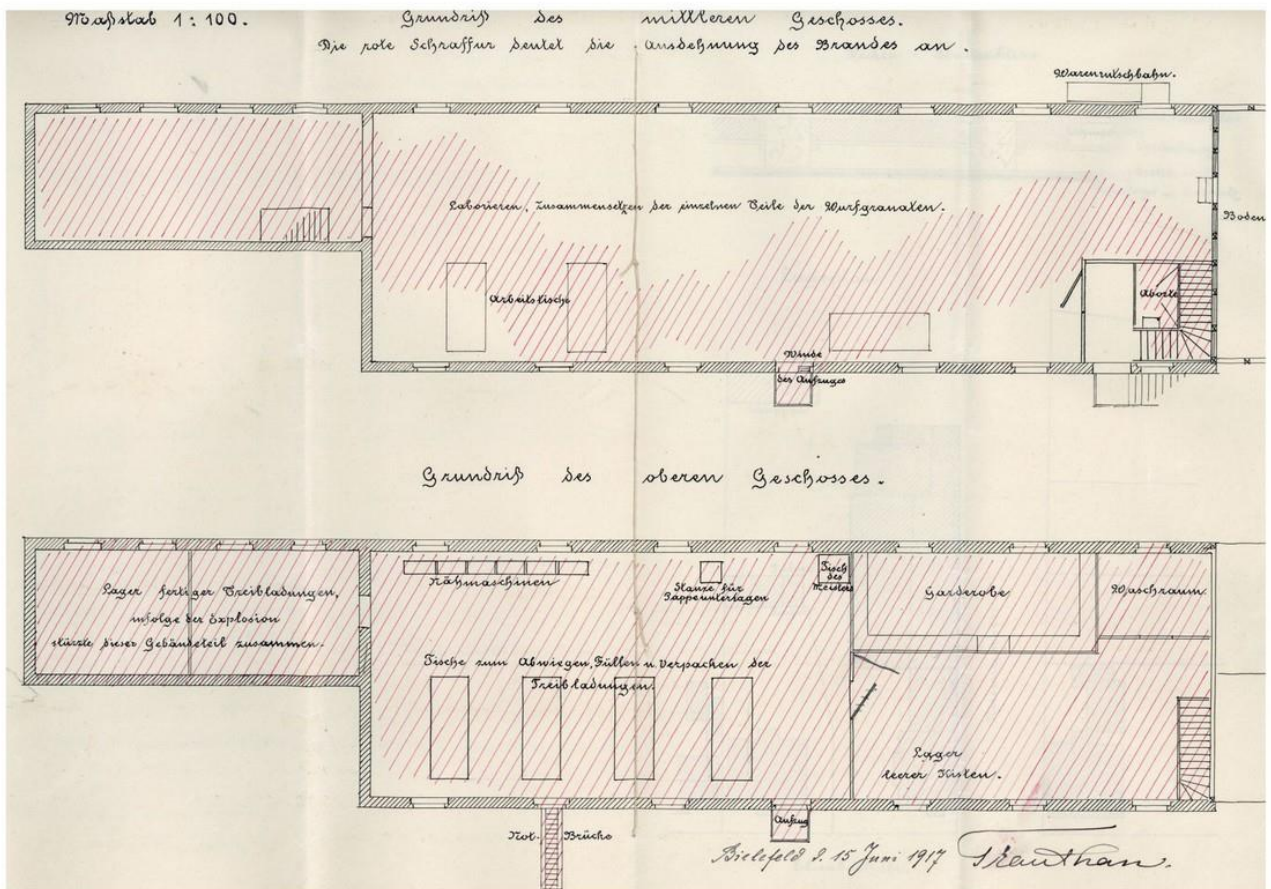 Maßstab 1:100.
Grundriß des mittleren Geschosses.
Die rote Schraffur deutet die Ausdehnung des Brandes an.
Warenrutschbahn.
Laborieren, Zusammensetzen der einzelnen Teile der Wurfgranaten.
Boden
Arbeitstische
Aborte
Winde
des Aufzuges
Grundriß des oberen Geschosses.
Lager fertiger Treibladungen,
infolge der Explosion
stürzte dieser Gebäudeteil zusammen.
Nähmaschinen
Stanze für
Pappeunterlagen
Tisch
des
Meisters
Garderobe
Waschraum.
Tische zum Abwiegen, Füllen u. Verpacken der
Treibladungen.
Lager
leerer Kisten.
Not- Brücke
Aufzug
Bielefeld d. 15 Juni 1917